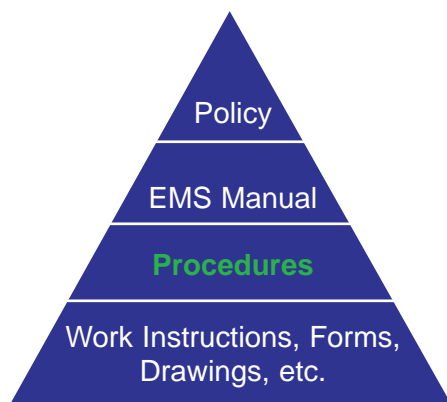 Policy
EMS Manual
Procedures
Work Instructions, Forms,
Drawings, etc.